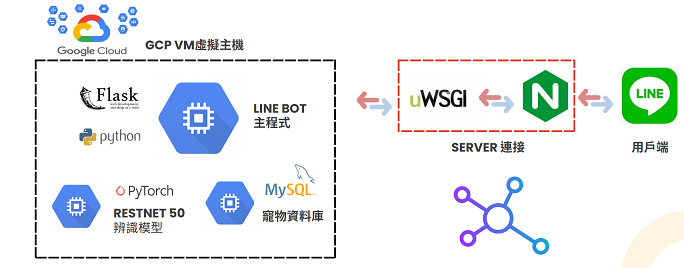 Google Cloud
GCP VM虛擬主機
Flask
web development,
one drop at a time
python
LINE BOT
主程式
PyTorch
RESTNET 50
辨識模型
MySQL
寵物資料庫
uWSGI
N
SERVER 連接
LINE
用戶端